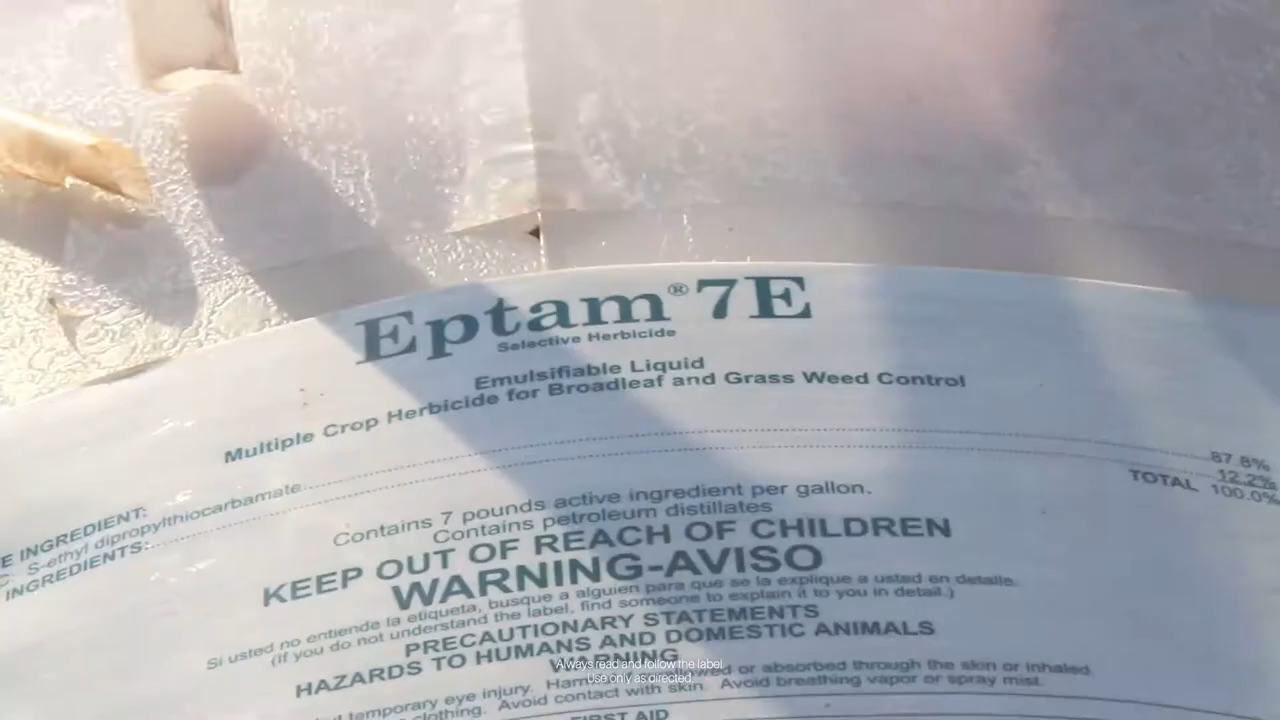 Eptam® 7E
Selective Herbicide
Emulsifiable Liquid
Multiple Crop Herbicide for Broadleaf and Grass Weed Control
E INGREDIENT:
S-ethyl dipropylthiocarbamate 87.8%
INGREDIENTS: 12.2%
TOTAL 100.0%
Contains 7 pounds active ingredient per gallon.
Contains petroleum distillates
KEEP OUT OF REACH OF CHILDREN
WARNING-AVISO
Si usted no entiende la etiqueta, busque a alguien para que se la explique a usted en detalle.
(If you do not understand the label, find someone to explain it to you in detail.)
PRECAUTIONARY STATEMENTS
HAZARDS TO HUMANS AND DOMESTIC ANIMALS
WARNING
temporary eye injury. or absorbed through the skin or inhaled.
clothing. Avoid contact with skin. Avoid breathing vapor or spray mist.
FIRST AID
Always read and follow the label.
Use only as directed.